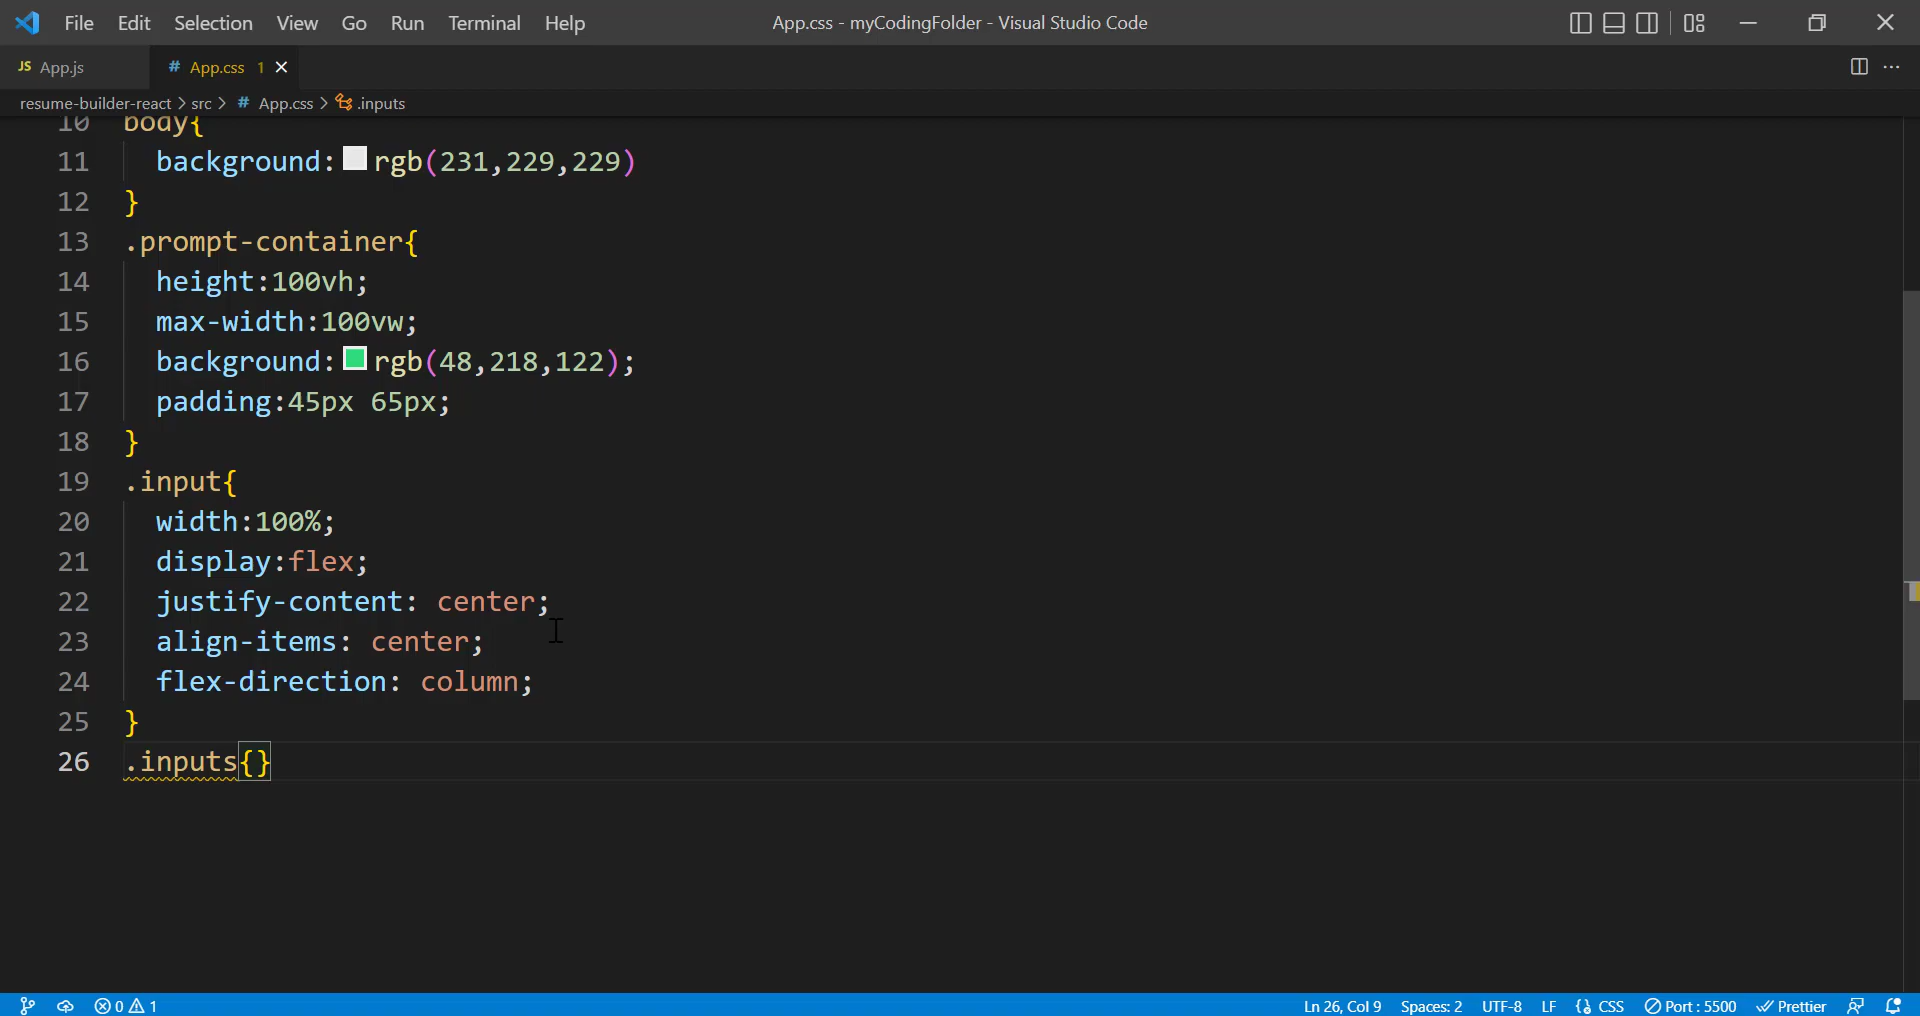 File Edit Selection View Go Run Terminal Help App.css - myCodingFolder - Visual Studio Code
JS App.js # App.css 1
resume-builder-react > src > # App.css > .inputs
10 body{
11 background: rgb(231,229,229)
12 }
13 .prompt-container{
14 height:100vh;
15 max-width:100vw;
16 background: rgb(48,218,122);
17 padding:45px 65px;
18 }
19 .input{
20 width:100%;
21 display:flex;
22 justify-content: center;
23 align-items: center;
24 flex-direction: column;
25 }
26 .inputs{}
0 1 Ln 26, Col 9 Spaces: 2 UTF-8 LF {} CSS Port : 5500 Prettier